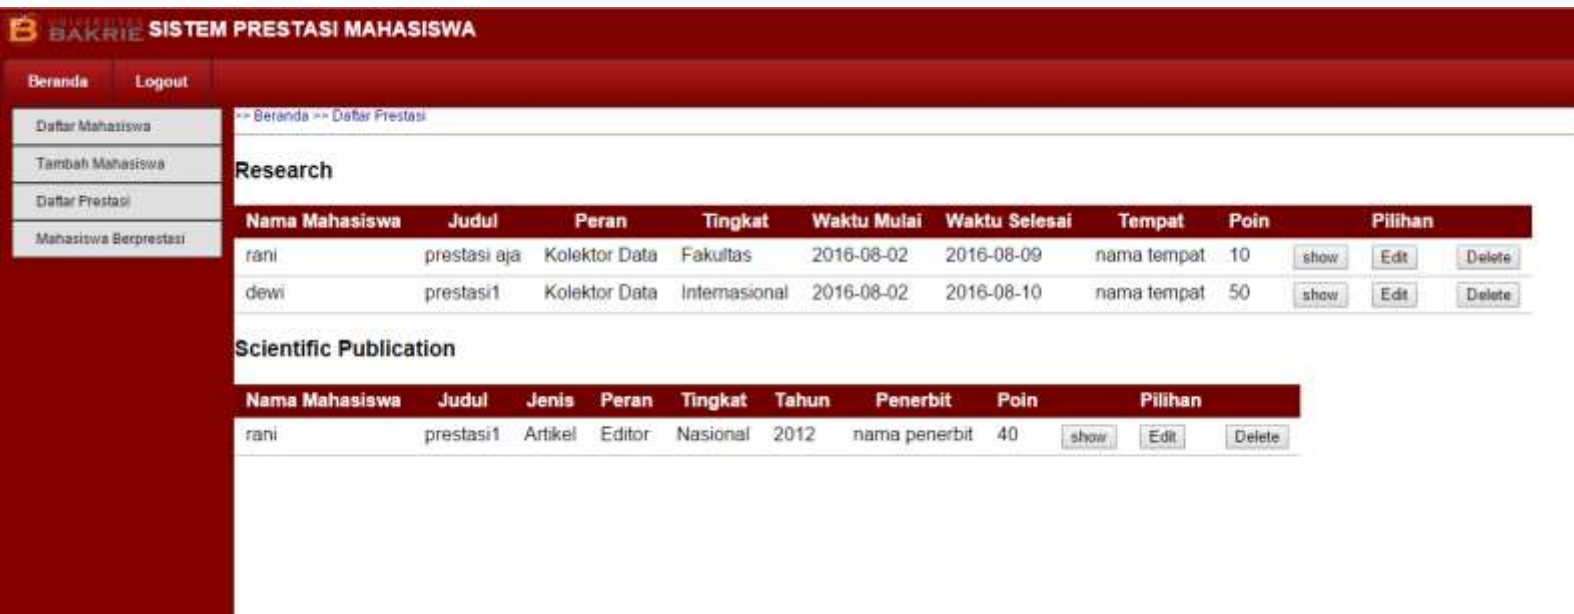 UNIVERSITAS
BAKRIE SISTEM PRESTASI MAHASISWA
Beranda Logout
Daftar Mahasiswa
Tambah Mahasiswa
Daftar Prestasi
Mahasiswa Berprestasi
>> Beranda >> Daftar Prestasi
Research
Nama Mahasiswa Judul Peran Tingkat Waktu Mulai Waktu Selesai Tempat Poin Pilihan
rani prestasi aja Kolektor Data Fakultas 2016-08-02 2016-08-09 nama tempat 10 show Edit Delete
dewi prestasi1 Kolektor Data Internasional 2016-08-02 2016-08-10 nama tempat 50 show Edit Delete
Scientific Publication
Nama Mahasiswa Judul Jenis Peran Tingkat Tahun Penerbit Poin Pilihan
rani prestasi1 Artikel Editor Nasional 2012 nama penerbit 40 show Edit Delete